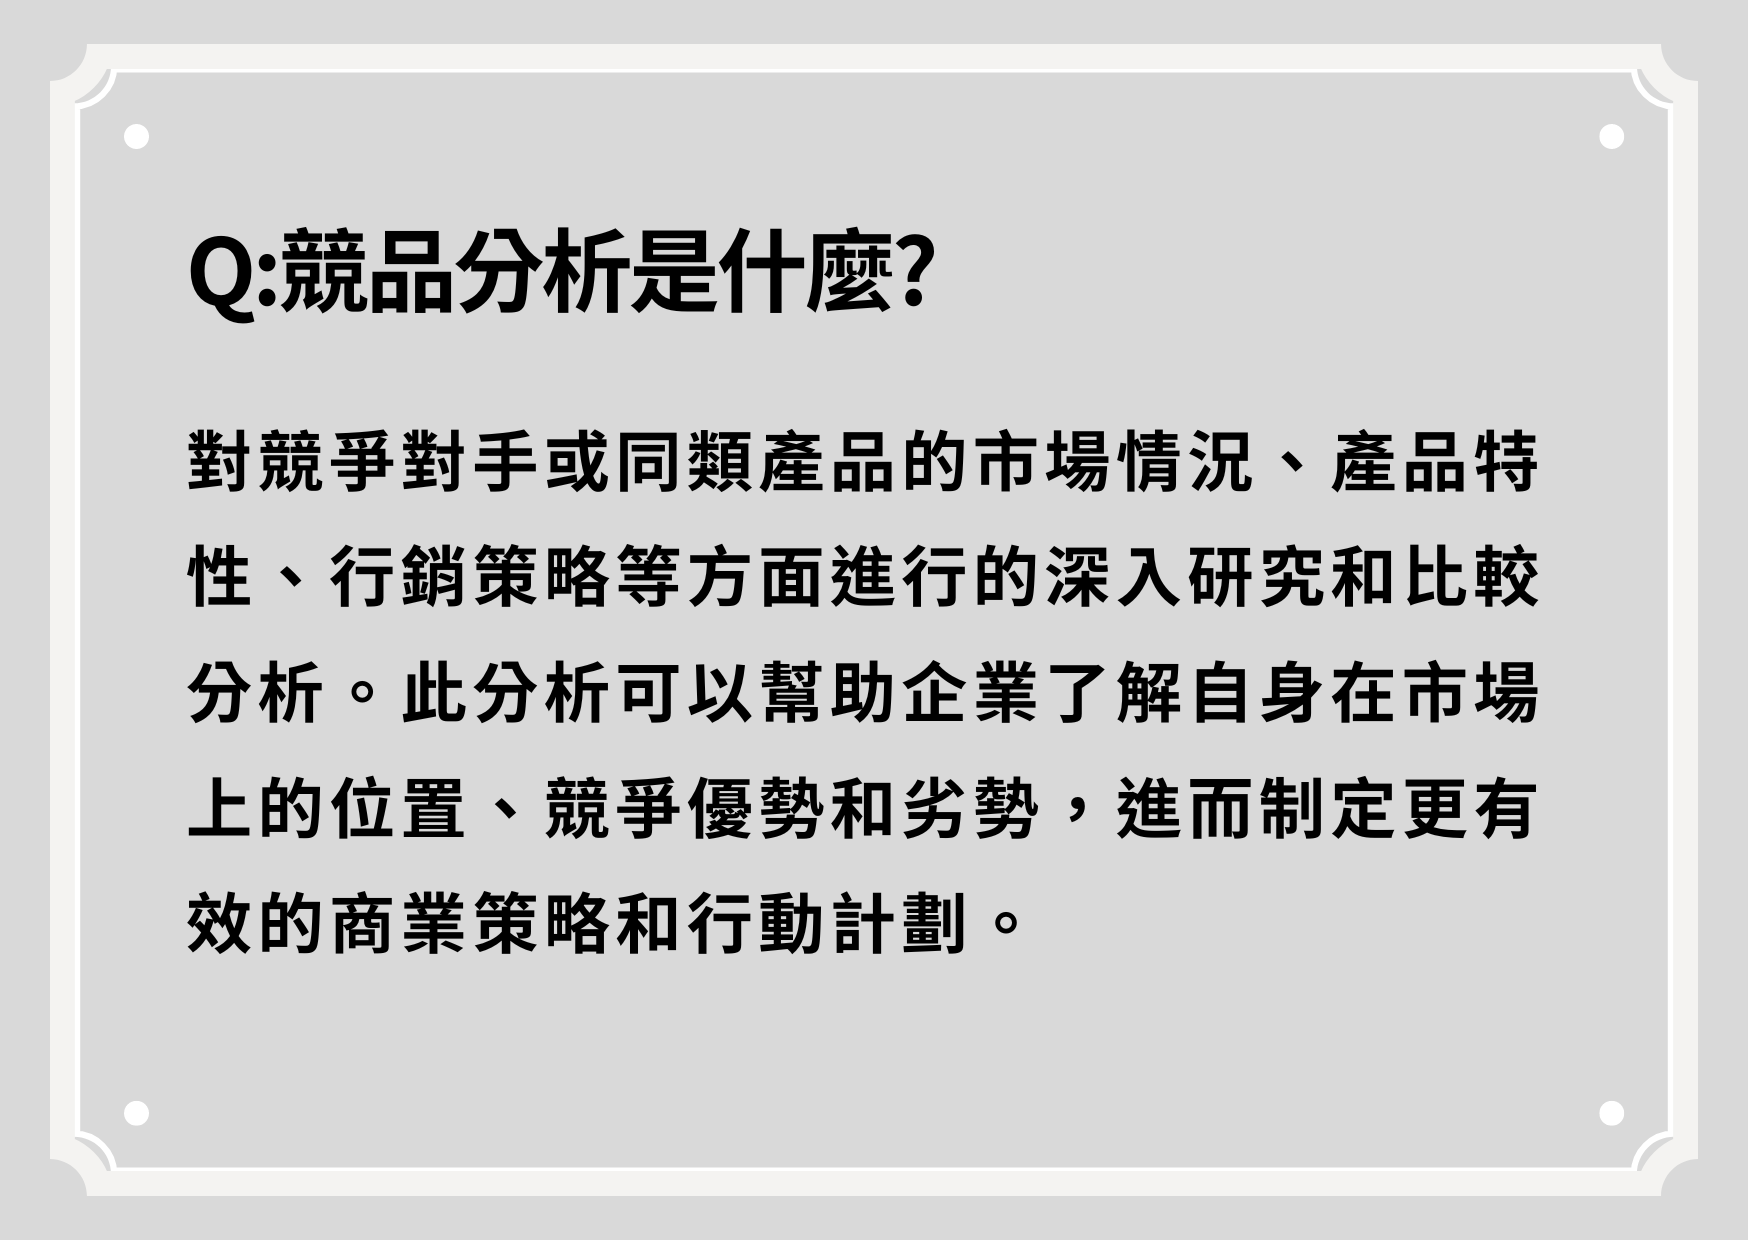 Q:競品分析是什麼?
對競爭對手或同類產品的市場情況、產品特
性、行銷策略等方面進行的深入研究和比較
分析。此分析可以幫助企業了解自身在市場
上的位置、競爭優勢和劣勢，進而制定更有
效的商業策略和行動計劃。